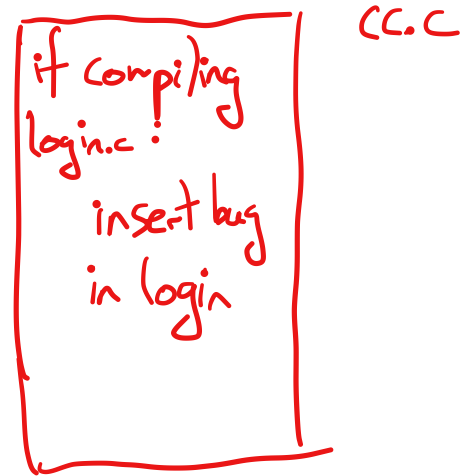 cc.c
if compiling
login.c :
insert bug
in login